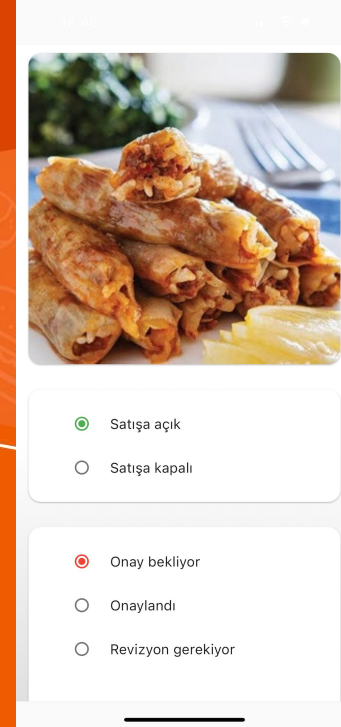 Satışa açık
Satışa kapalı
Onay bekliyor
Onaylandı
Revizyon gerekiyor